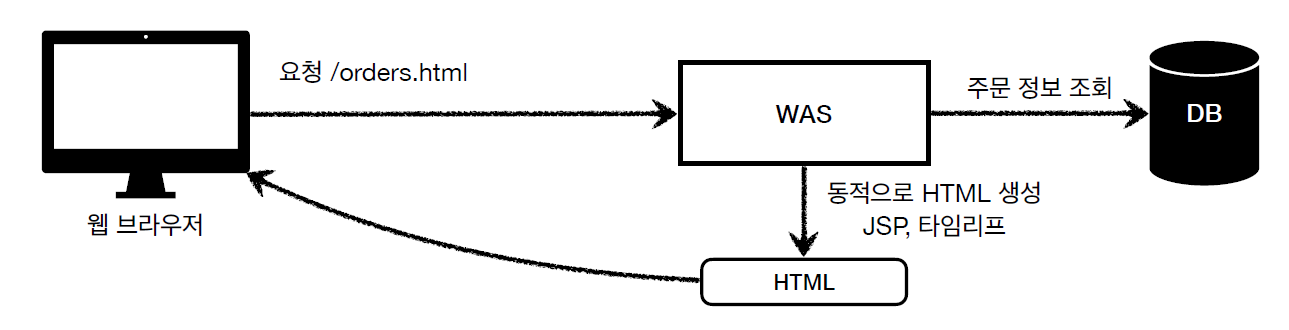 요청 /orders.html
WAS
주문 정보 조회
DB
웹 브라우저
동적으로 HTML 생성
JSP, 타임리프
HTML